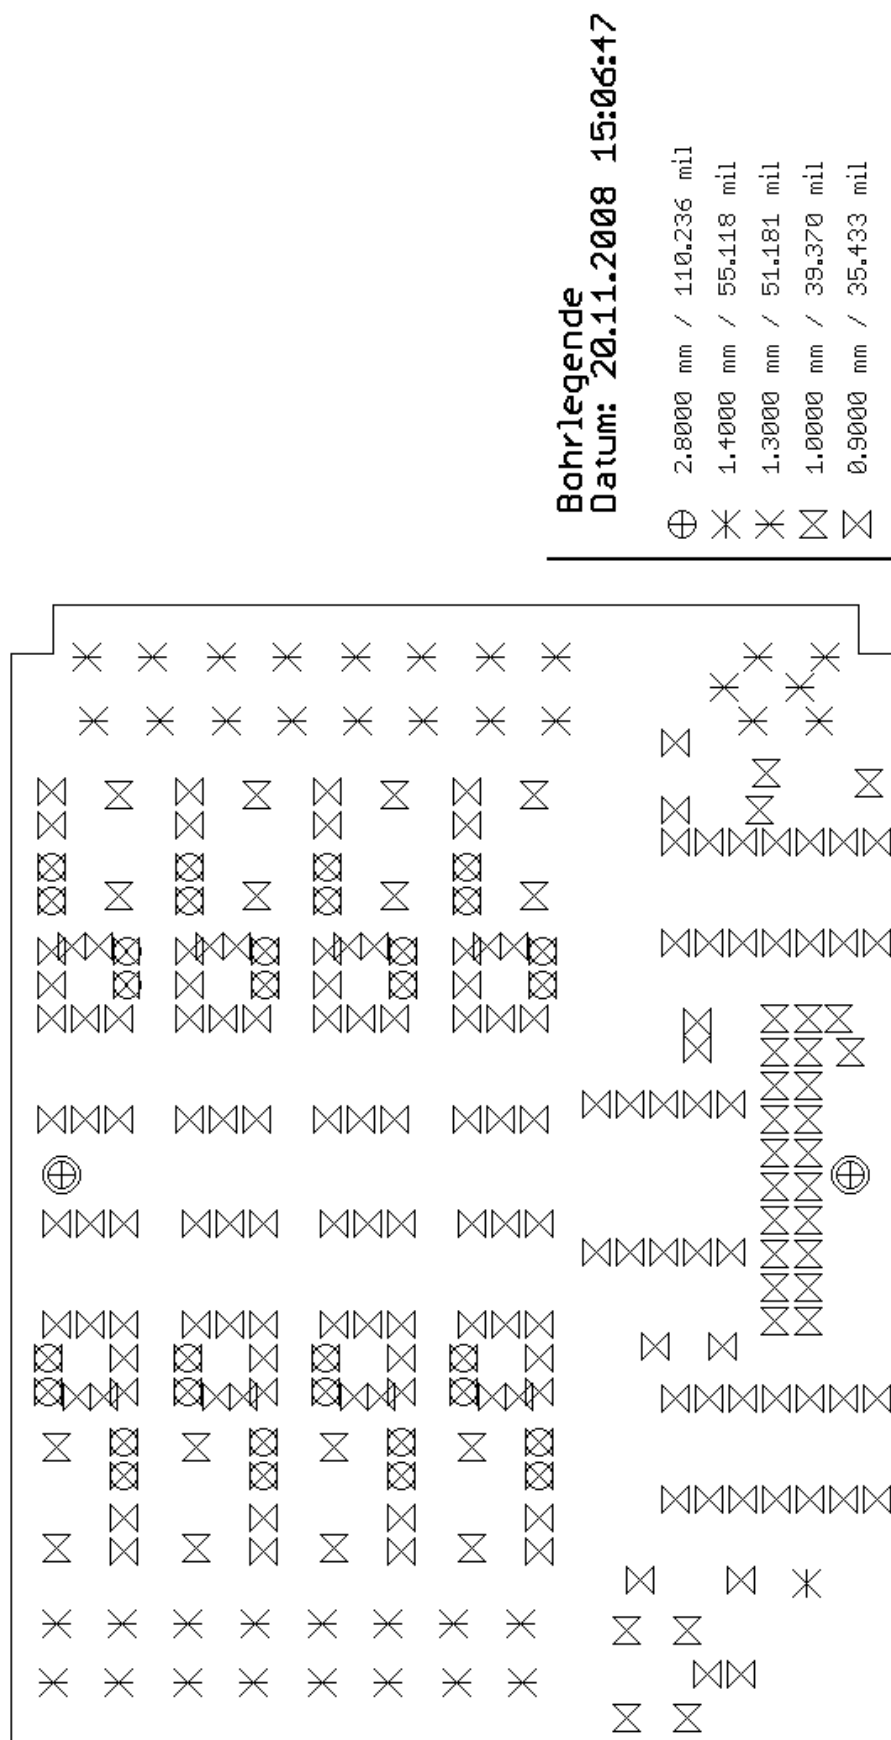 Bohrlegende
Datum: 20.11.2008 15:06:47
2.8000 mm / 110.236 mil
1.4000 mm / 55.118 mil
1.3000 mm / 51.181 mil
1.0000 mm / 39.370 mil
0.9000 mm / 35.433 mil